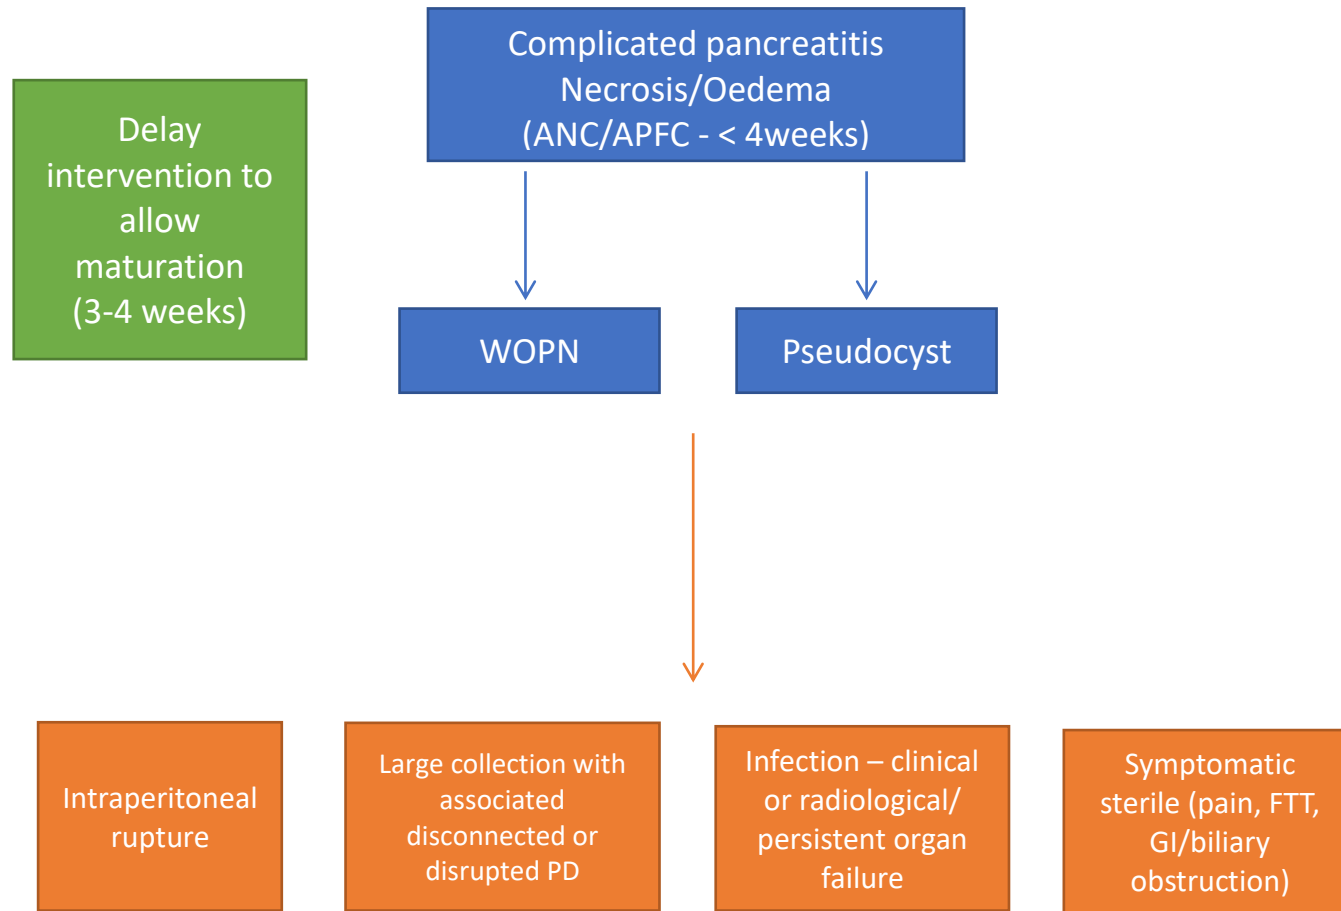 Complicated pancreatitis
Necrosis/Oedema
(ANC/APFC - < 4weeks)
Delay
intervention to
allow
maturation
(3-4 weeks)
WOPN
Pseudocyst
Intraperitoneal
rupture
Large collection with
associated
disconnected or
disrupted PD
Infection – clinical
or radiological/
persistent organ
failure
Symptomatic
sterile (pain, FTT,
GI/biliary
obstruction)